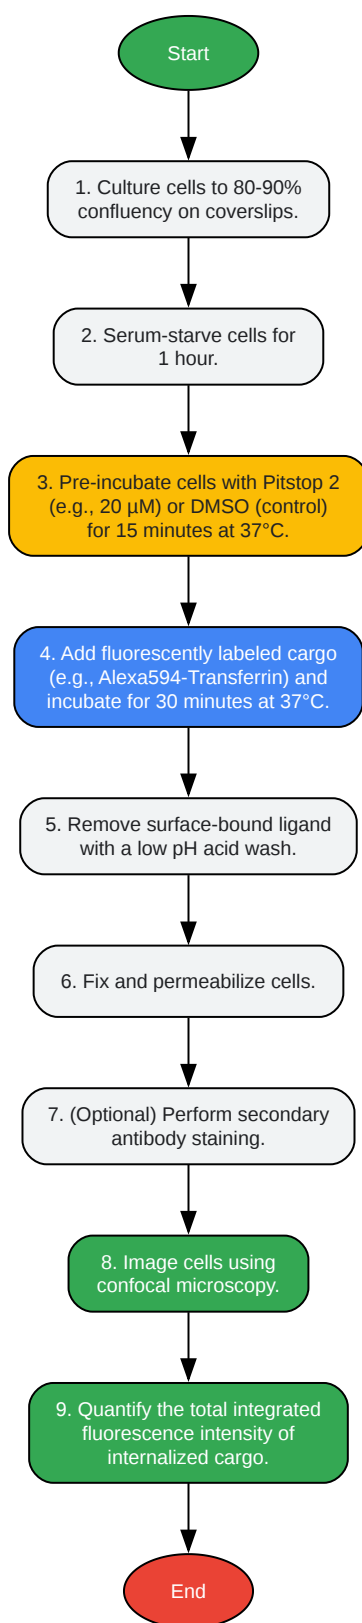 Start
1. Culture cells to 80-90%
confluency on coverslips.
2. Serum-starve cells for
1 hour.
3. Pre-incubate cells with Pitstop 2
(e.g., 20 µM) or DMSO (control)
for 15 minutes at 37°C.
4. Add fluorescently labeled cargo
(e.g., Alexa594-Transferrin) and
incubate for 30 minutes at 37°C.
5. Remove surface-bound ligand
with a low pH acid wash.
6. Fix and permeabilize cells.
7. (Optional) Perform secondary
antibody staining.
8. Image cells using
confocal microscopy.
9. Quantify the total integrated
fluorescence intensity of
internalized cargo.
End